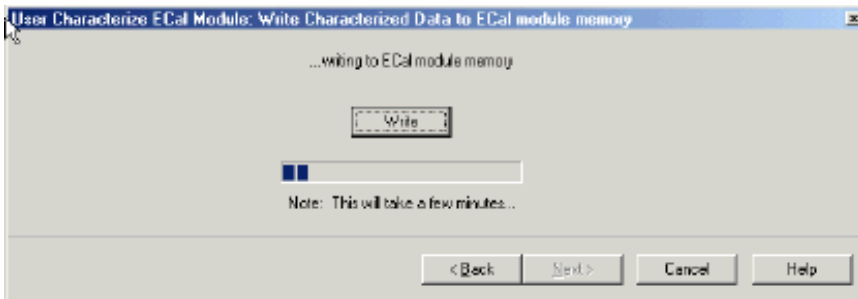 User Characterize ECal Module: Write Characterized Data to ECal module memory
...writing to ECal module memory
Write
Note: This will take a few minutes...
< Back Next > Cancel Help